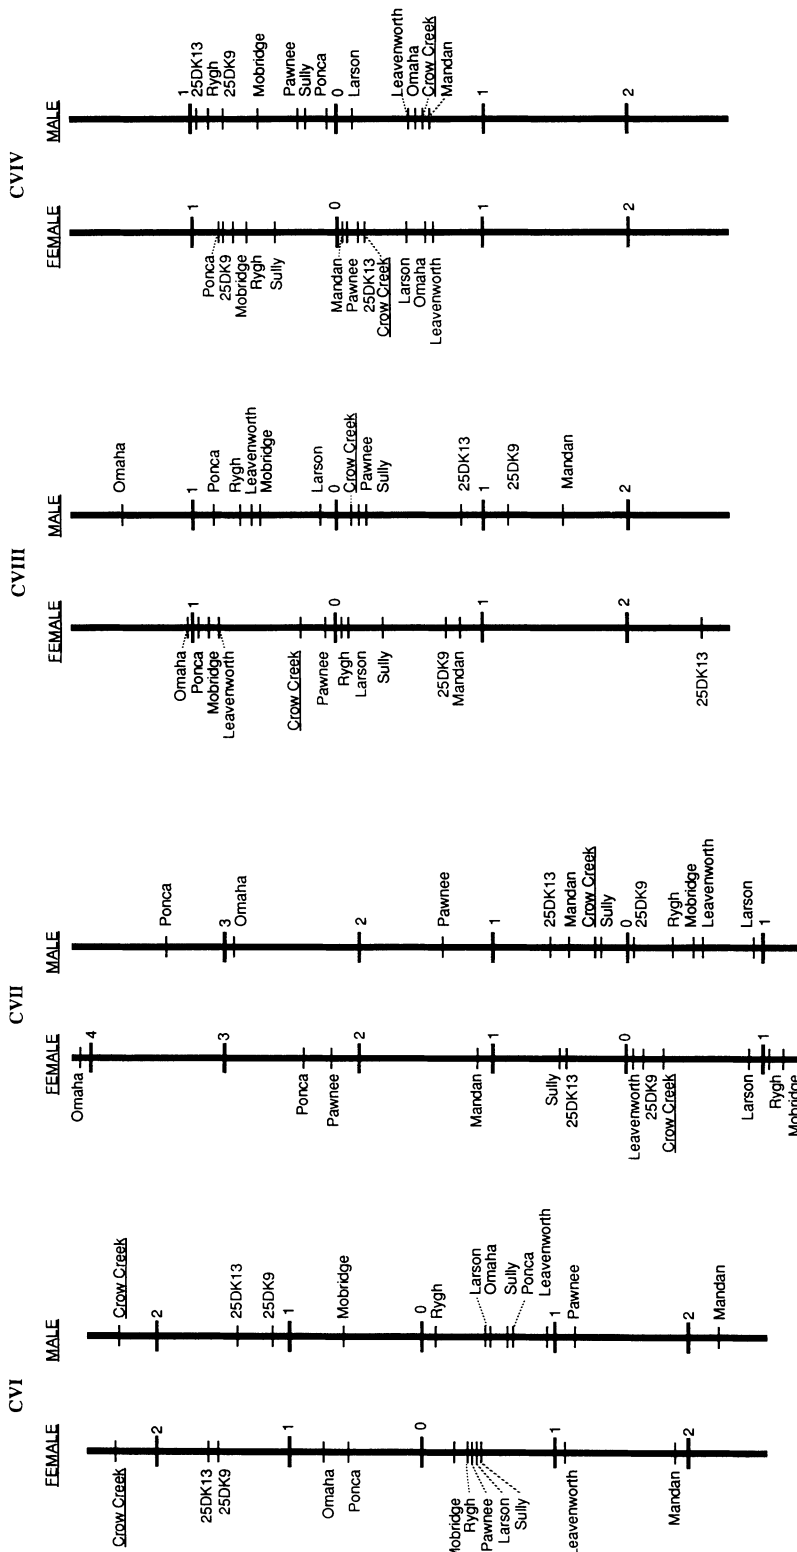 CVI
FEMALE
Crow Creek
2
25DK13
25DK9
1
Omaha
Ponca
0
Mobridge
Rygh
Pawnee
Larson
Sully
1
Leavenworth
Mandan
2
MALE
Crow Creek
2
25DK13
25DK9
1
Mobridge
0
Rygh
Larson
Omaha
Sully
Ponca
Leavenworth
1
Pawnee
2
Mandan
CVII
FEMALE
Omaha
4
3
Ponca
Pawnee
2
Mandan
1
Sully
25DK13
0
Leavenworth
25DK9
Crow Creek
Larson
1
Rygh
Mobridge
MALE
Ponca
3
Omaha
2
Pawnee
1
25DK13
Mandan
Crow Creek
Sully
0
25DK9
Rygh
Mobridge
Leavenworth
Larson
1
CVIII
FEMALE
Omaha
1
Ponca
Mobridge
Leavenworth
Crow Creek
Pawnee
0
Rygh
Larson
Sully
25DK9
Mandan
1
2
25DK13
MALE
Omaha
1
Ponca
Rygh
Leavenworth
Mobridge
Larson
0
Crow Creek
Pawnee
Sully
25DK13
1
25DK9
Mandan
2
CVIV
FEMALE
1
Ponca
25DK9
Mobridge
Rygh
Sully
0
Mandan
Pawnee
25DK13
Crow Creek
Larson
Omaha
Leavenworth
1
2
MALE
1
25DK13
Rygh
25DK9
Mobridge
Pawnee
Sully
Ponca
0
Larson
Leavenworth
Omaha
Crow Creek
Mandan
1
2